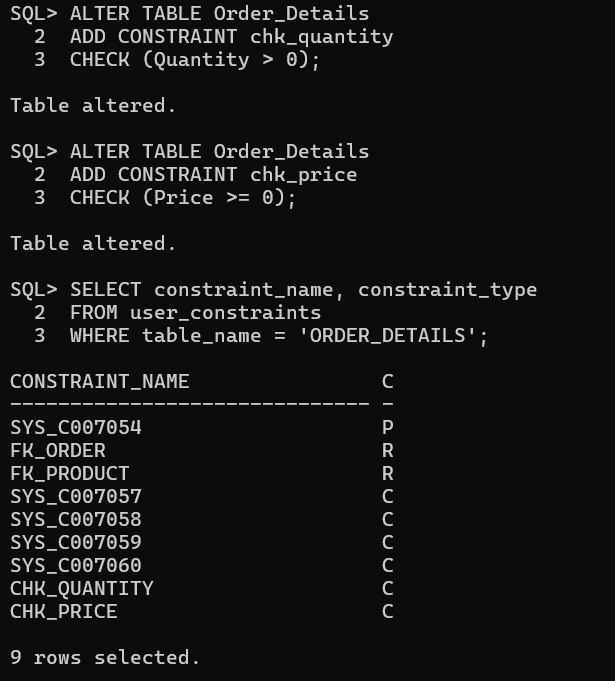 SQL> ALTER TABLE Order_Details
  2  ADD CONSTRAINT chk_quantity
  3  CHECK (Quantity > 0);

Table altered.

SQL> ALTER TABLE Order_Details
  2  ADD CONSTRAINT chk_price
  3  CHECK (Price >= 0);

Table altered.

SQL> SELECT constraint_name, constraint_type
  2  FROM user_constraints
  3  WHERE table_name = 'ORDER_DETAILS';

CONSTRAINT_NAME                C
------------------------------ -
SYS_C007054                    P
FK_ORDER                       R
FK_PRODUCT                     R
SYS_C007057                    C
SYS_C007058                    C
SYS_C007059                    C
SYS_C007060                    C
CHK_QUANTITY                   C
CHK_PRICE                      C

9 rows selected.